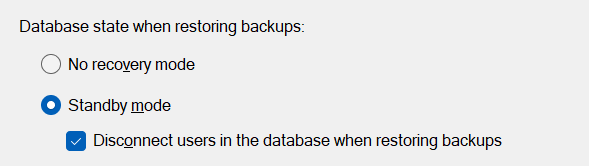 Database state when restoring backups:
No recovery mode
Standby mode
Disconnect users in the database when restoring backups